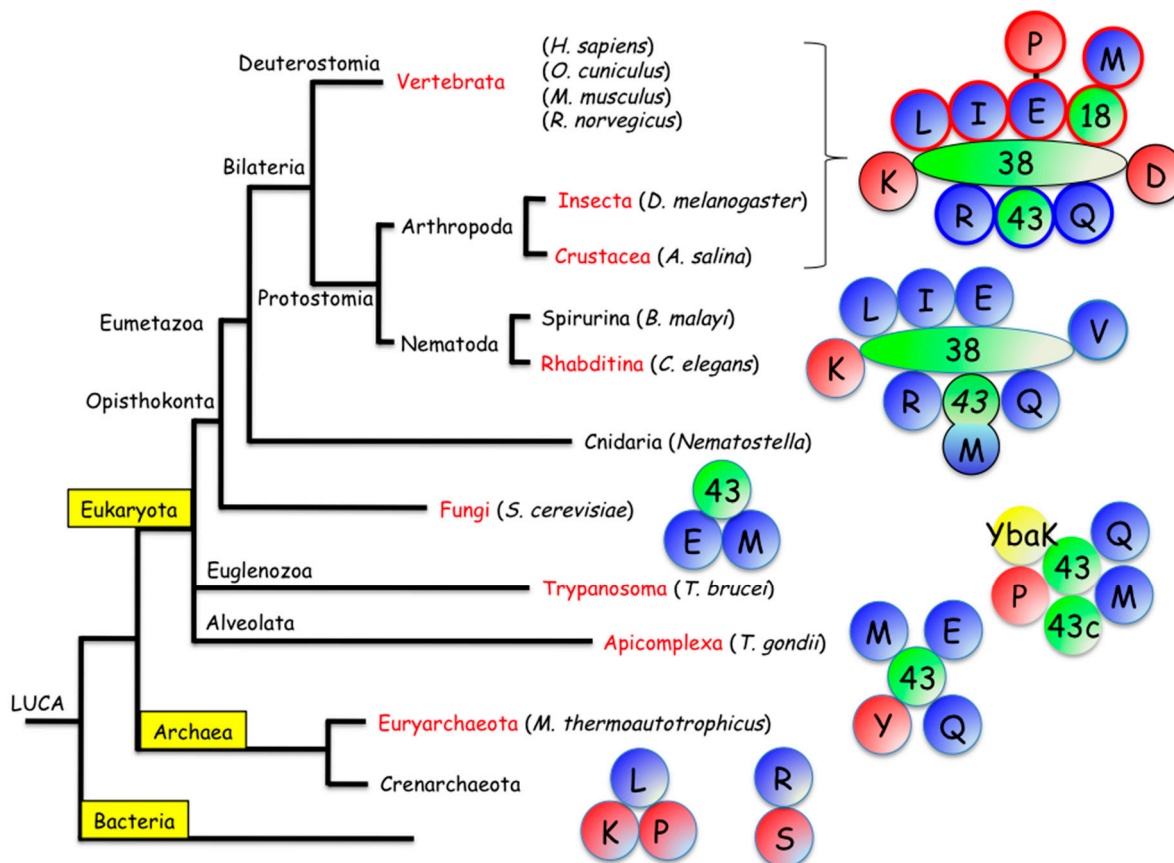 Deuterostomia
Vertebrata
(H. sapiens)
(O. cuniculus)
(M. musculus)
(R. norvegicus)
P
M
L I E 18
38
K
D
R 43 Q
Bilateria
Arthropoda
Insecta (D. melanogaster)
Crustacea (A. salina)
Protostomia
Nematoda
Spirurina (B. malayi)
Rhabditina (C. elegans)
L I E
V
38
K
R 43 Q
M
Eumetazoa
Opisthokonta
Cnidaria (Nematostella)
Eukaryota
Fungi (S. cerevisiae)
43
E M
Euglenozoa
Trypanosoma (T. brucei)
YbaK
Q
43
P
M
43c
Alveolata
Apicomplexa (T. gondii)
M E
43
Y Q
LUCA
Archaea
Euryarchaeota (M. thermoautotrophicus)
Crenarchaeota
L
K P
R
S
Bacteria